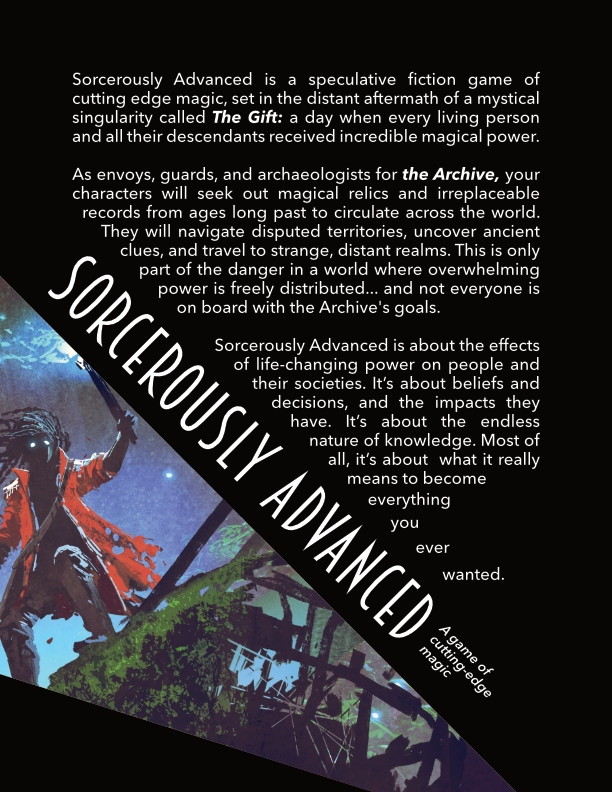 Sorcerously Advanced is a speculative fiction game of
cutting edge magic, set in the distant aftermath of a mystical
singularity called The Gift: a day when every living person
and all their descendants received incredible magical power.
As envoys, guards, and archaeologists for the Archive, your
characters will seek out magical relics and irreplaceable
records from ages long past to circulate across the world.
They will navigate disputed territories, uncover ancient
clues, and travel to strange, distant realms. This is only
part of the danger in a world where overwhelming
power is freely distributed... and not everyone is
on board with the Archive's goals.
Sorcerously Advanced is about the effects
of life-changing power on people and
their societies. It's about beliefs and
decisions, and the impacts they
have. It's about the endless
nature of knowledge. Most of
all, it's about what it really
means to become
everything
you
ever
wanted.
SORCEROUSLY ADVANCED
A game of
cutting-edge
magic